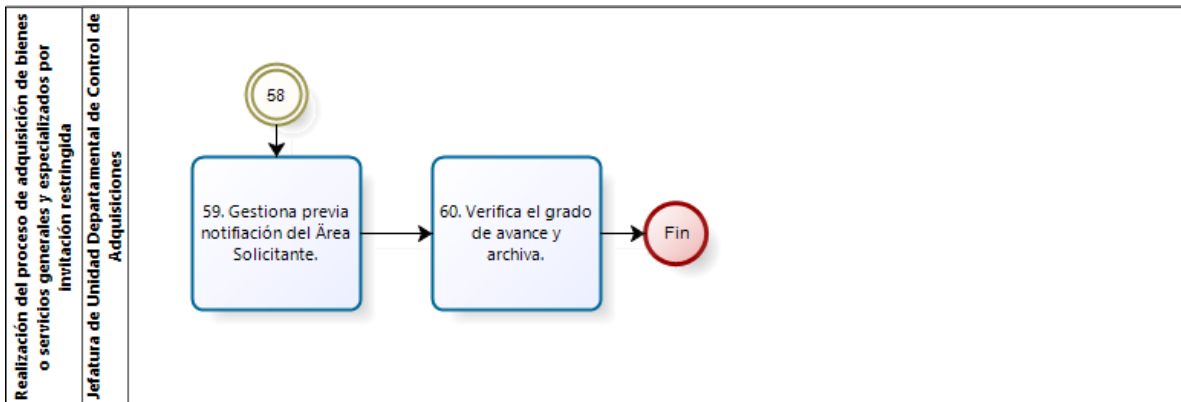 Realización del proceso de adquisición de bienes
o servicios generales y especializados por
invitación restringida
Jefatura de Unidad Departamental de Control de
Adquisiciones
58
59. Gestiona previa
notifiación del Ärea
Solicitante.
60. Verifica el grado
de avance y
archiva.
Fin